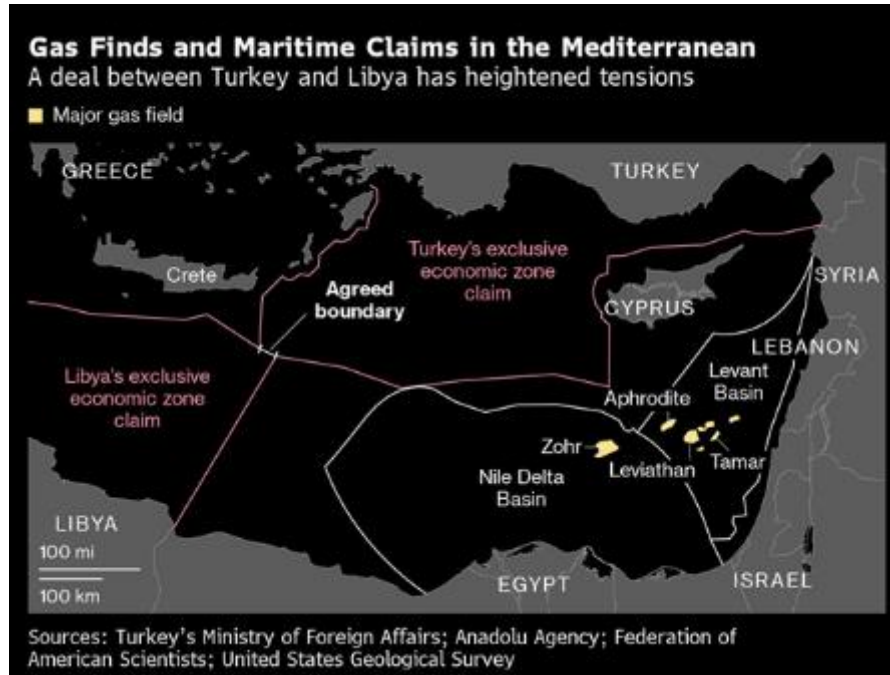 Gas Finds and Maritime Claims in the Mediterranean
A deal between Turkey and Libya has heightened tensions
Major gas field
GREECE
TURKEY
Crete
Turkey's exclusive
economic zone
claim
Agreed
boundary
CYPRUS
SYRIA
LEBANON
Libya's exclusive
economic zone
claim
Levant
Basin
Aphrodite
Zohr
Leviathan
Tamar
Nile Delta
Basin
LIBYA
100 mi
100 km
EGYPT
ISRAEL
Sources: Turkey's Ministry of Foreign Affairs; Anadolu Agency; Federation of
American Scientists; United States Geological Survey